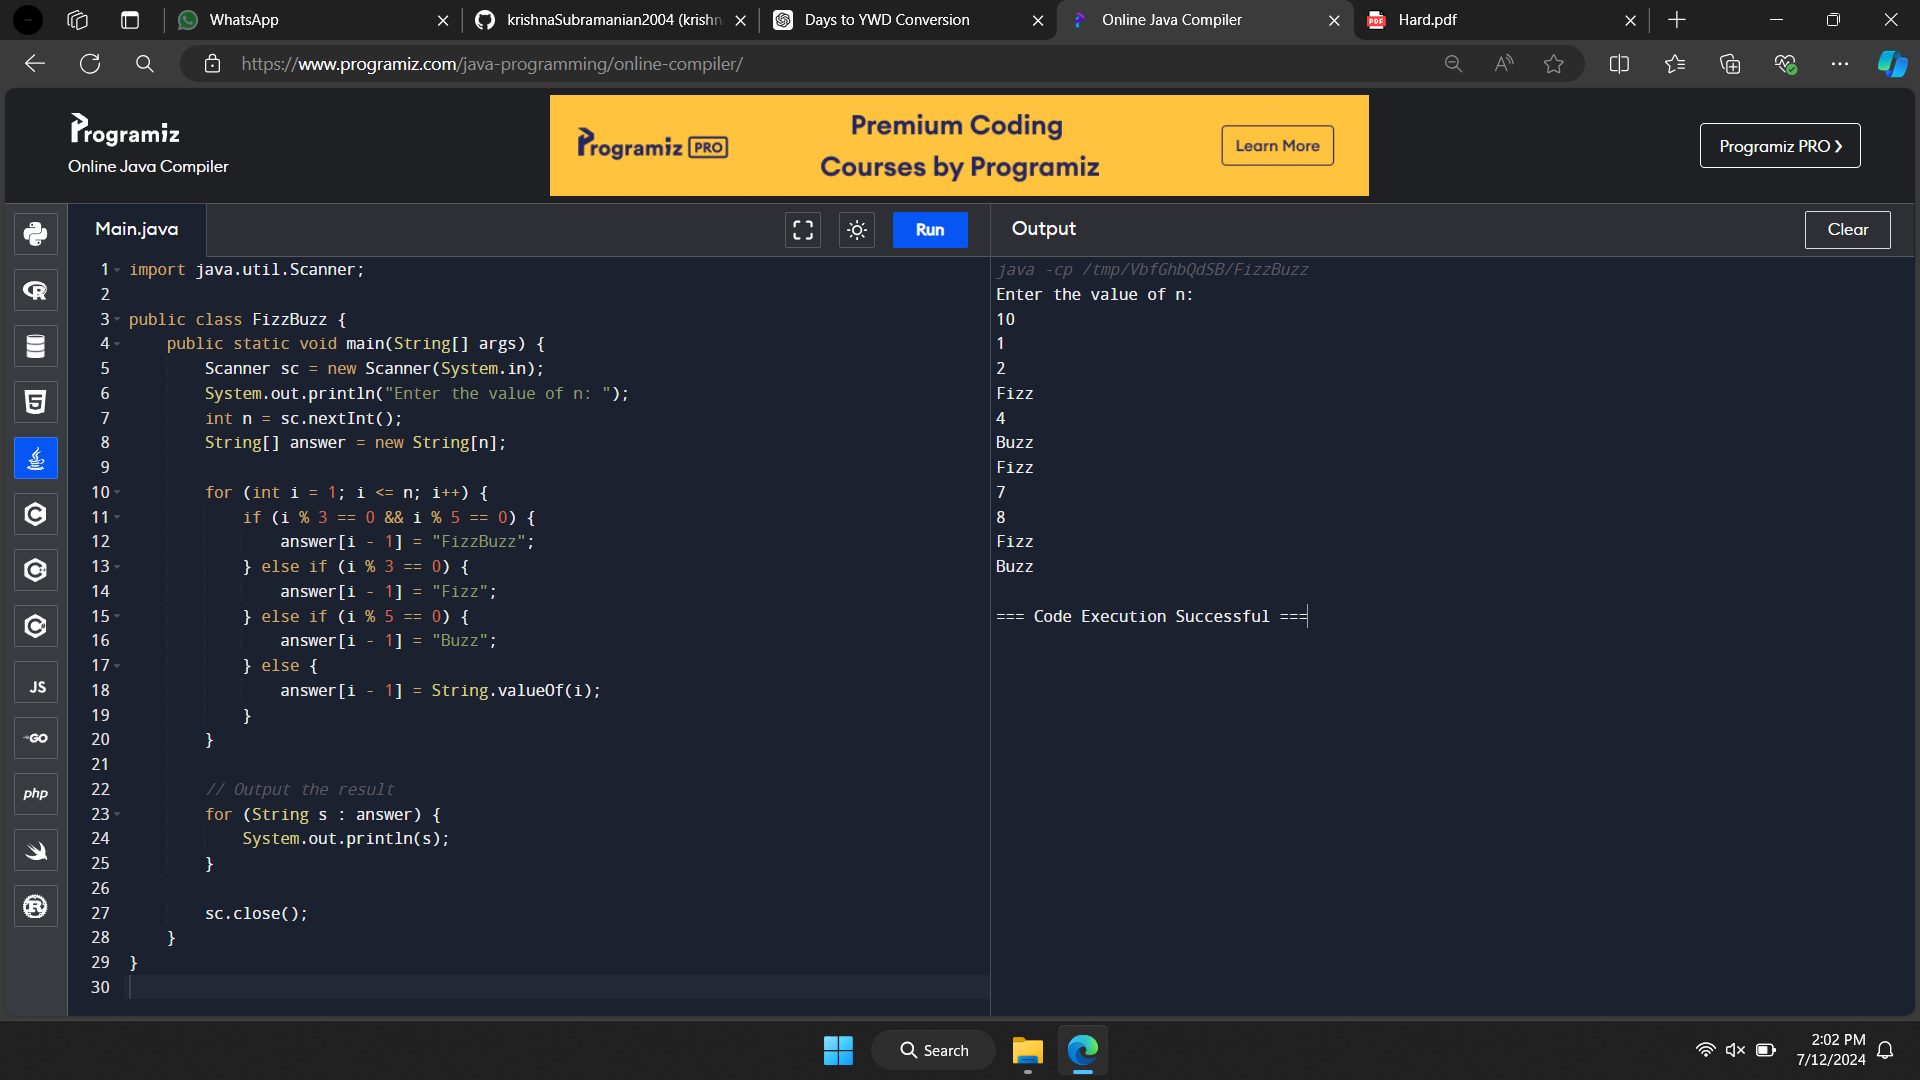 WhatsApp
krishnaSubramanian2004 (krishn
Days to YWD Conversion
Online Java Compiler
Hard.pdf
https://www.programiz.com/java-programming/online-compiler/
Programiz
Online Java Compiler
Programiz PRO
Premium Coding
Courses by Programiz
Learn More
Programiz PRO
Main.java
Run
Output
Clear
1 import java.util.Scanner;
2
3 public class FizzBuzz {
4 public static void main(String[] args) {
5 Scanner sc = new Scanner(System.in);
6 System.out.println("Enter the value of n: ");
7 int n = sc.nextInt();
8 String[] answer = new String[n];
9
10 for (int i = 1; i <= n; i++) {
11 if (i % 3 == 0 && i % 5 == 0) {
12 answer[i - 1] = "FizzBuzz";
13 } else if (i % 3 == 0) {
14 answer[i - 1] = "Fizz";
15 } else if (i % 5 == 0) {
16 answer[i - 1] = "Buzz";
17 } else {
18 answer[i - 1] = String.valueOf(i);
19 }
20 }
21
22 // Output the result
23 for (String s : answer) {
24 System.out.println(s);
25 }
26
27 sc.close();
28 }
29 }
30
java -cp /tmp/VbfGhbQdSB/FizzBuzz
Enter the value of n:
10
1
2
Fizz
4
Buzz
Fizz
7
8
Fizz
Buzz
=== Code Execution Successful ===
JS
GO
php
Search
2:02 PM
7/12/2024